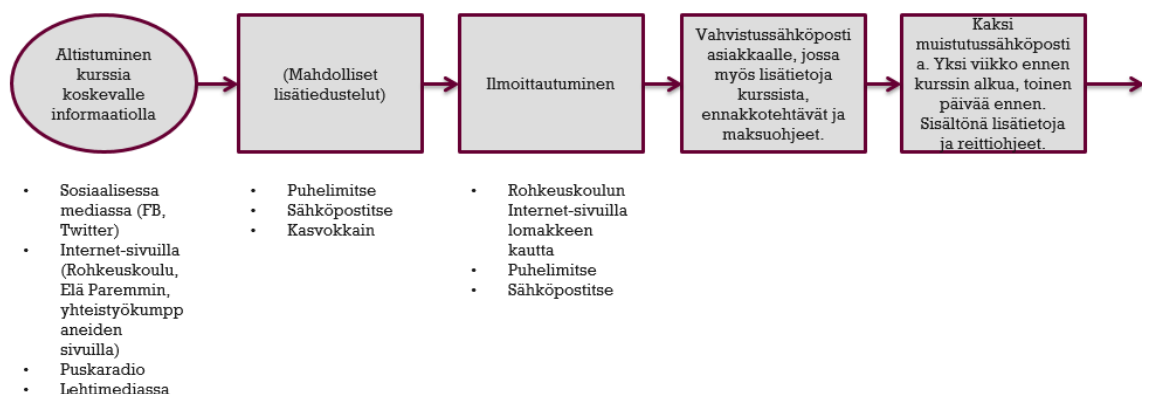 Altistuminen
kurssia
koskevalle
informaatiolla
(Mahdolliset
lisätiedustelut)
Ilmoittautuminen
Vahvistussähköposti
asiakkaalle, jossa
myös lisätietoja
kurssista,
ennakkotehtävät ja
maksuohjeet.
Kaksi
muistutussähköposti
a. Yksi viikko ennen
kurssin alkua, toinen
päivää ennen.
Sisältönä lisätietoja
ja reittiohjeet.
• Sosiaalisessa
mediassa (FB,
Twitter)
• Internet-sivuilla
(Rohkeuskoulu,
Elä Paremmin,
yhteistyökumpp
aneiden
sivuilla)
• Puskaradio
• Lehtimediassa
• Puhelimitse
• Sähköpostitse
• Kasvokkain
• Rohkeuskoulun
Internet-sivuilla
lomakkeen
kautta
• Puhelimitse
• Sähköpostitse